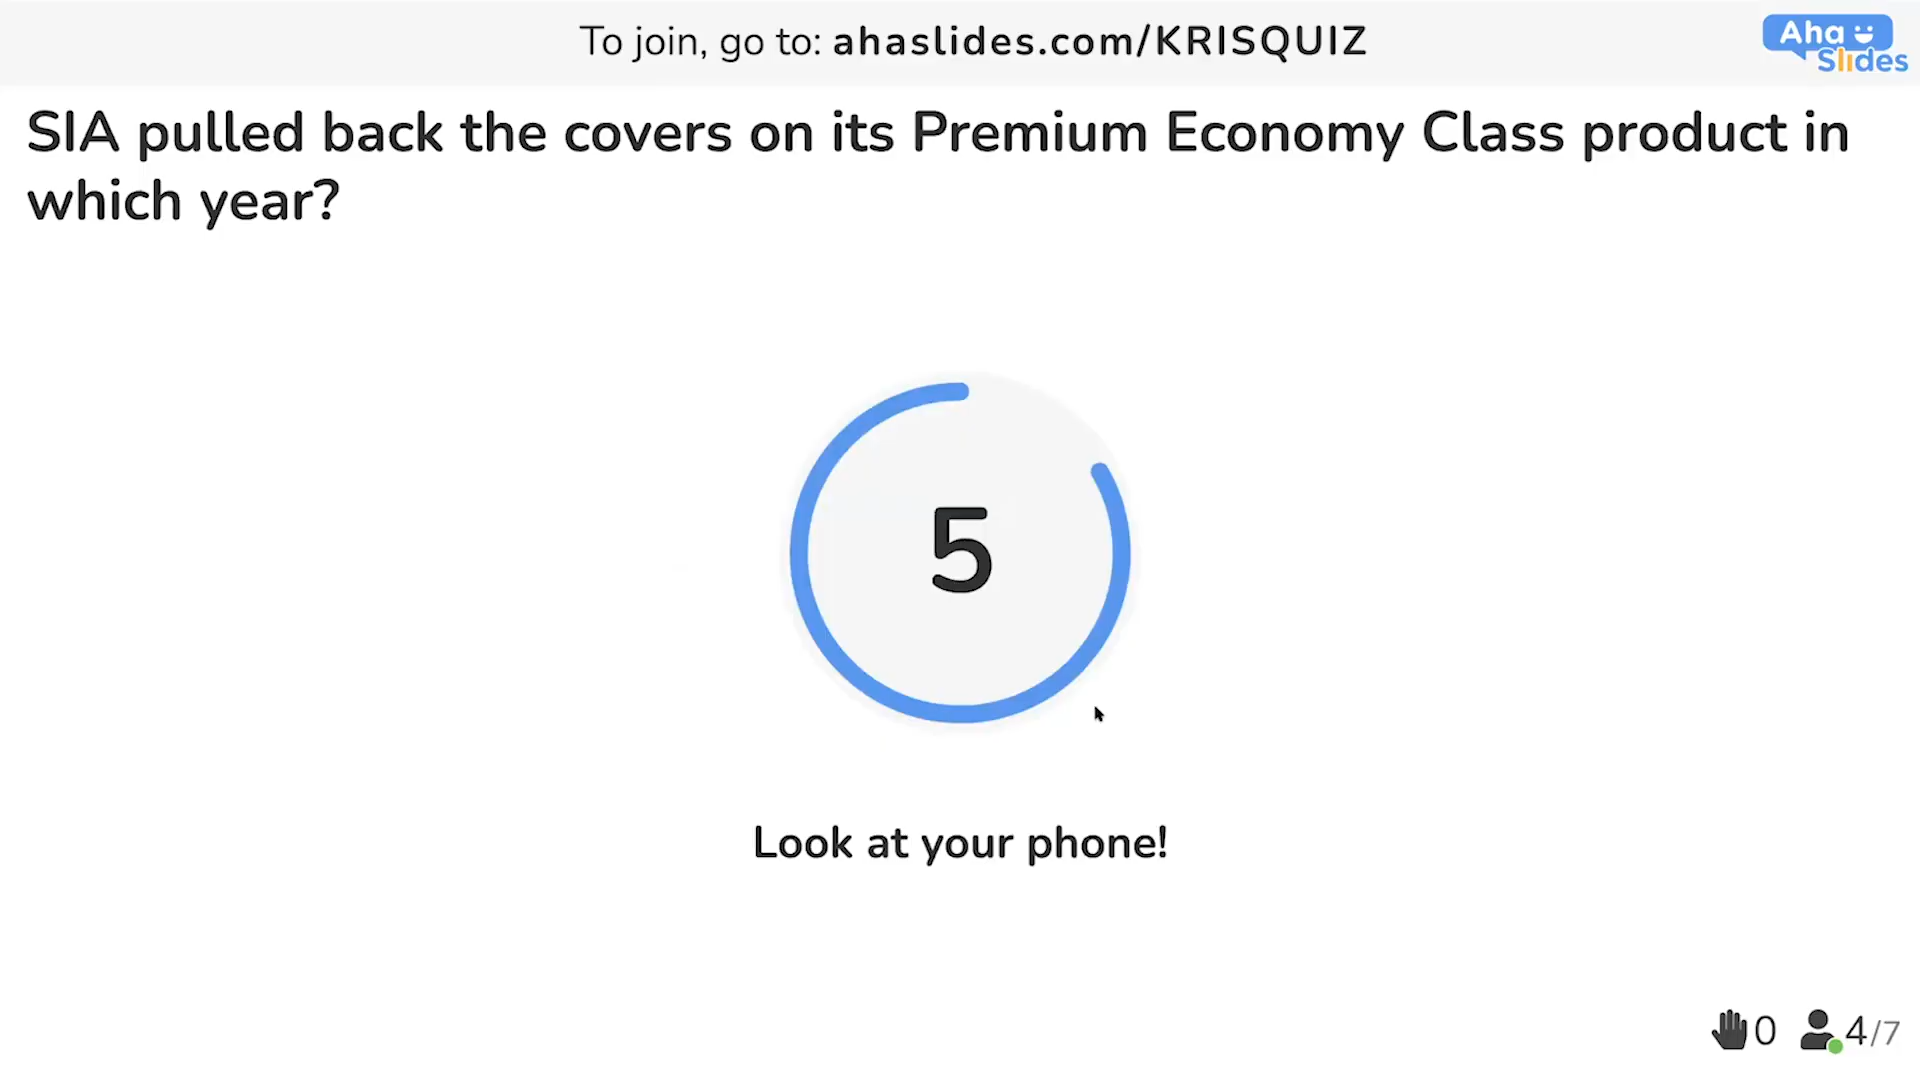 To join, go to: ahaslides.com/KRISQUIZ
Aha
Slides
SIA pulled back the covers on its Premium Economy Class product in
which year?
5
Look at your phone!
0 4/7